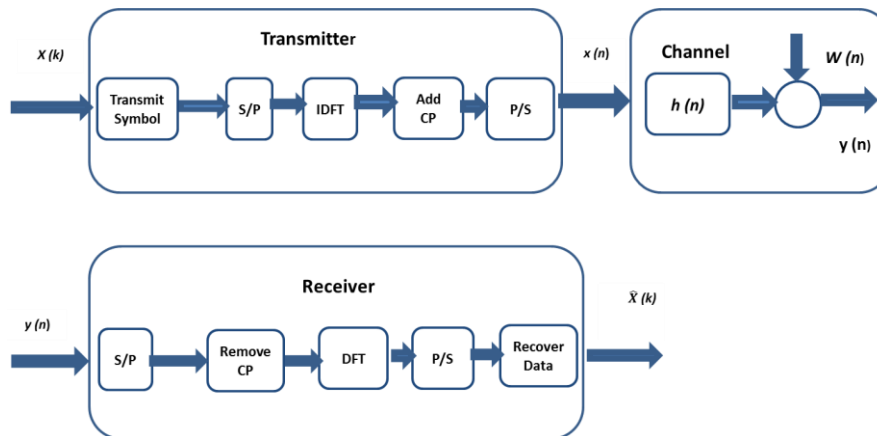 Transmitter
X (k)
x (n)
Channel
W (n)
Transmit
Symbol
S/P
IDFT
Add
CP
P/S
h (n)
y (n)
Receiver
X̂ (k)
y (n)
S/P
Remove
CP
DFT
P/S
Recover
Data